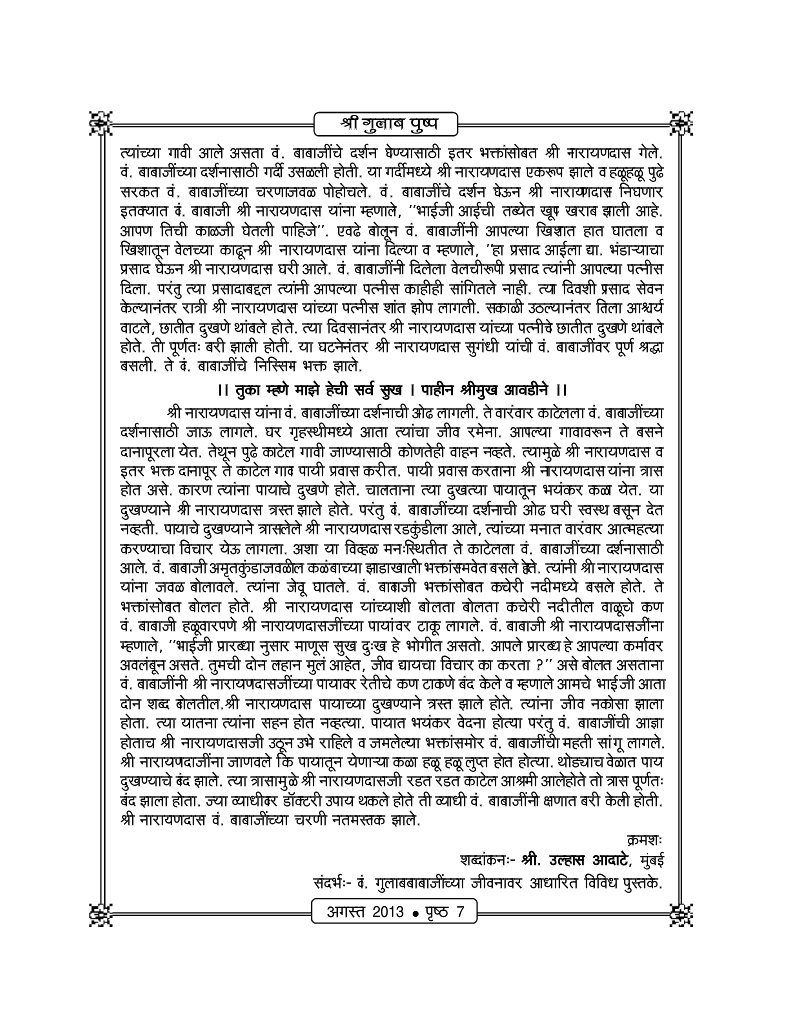 श्री गुलाब पुष्प
त्यांच्या गावी आले असता वं. बाबाजींचे दर्शन घेण्यासाठी इतर भक्तांसोबत श्री नारायणदास गेले.
वं. बाबाजींच्या दर्शनासाठी गर्दी उसळली होती. या गर्दीमध्ये श्री नारायणदास एकरूप झाले व हळूहळू पुढे
सरकत वं. बाबाजींच्या चरणाजवळ पोहोचले. वं. बाबाजींचे दर्शन घेऊन श्री नारायणदास निघणार
इतक्यात वं. बाबाजी श्री नारायणदास यांना म्हणाले, ''भाईजी आईची तब्येत खूप खराब झाली आहे.
आपण तिची काळजी घेतली पाहिजे''. एवढे बोलून वं. बाबाजींनी आपल्या खिशात हात घातला व
खिशातून वेलच्या काढून श्री नारायणदास यांना दिल्या व म्हणाले, ''हा प्रसाद आईला द्या. भंडाऱ्याचा
प्रसाद घेऊन श्री नारायणदास घरी आले. वं. बाबाजींनी दिलेला वेलचीरूपी प्रसाद त्यांनी आपल्या पत्नीस
दिला. परंतु त्या प्रसादाबद्दल त्यांनी आपल्या पत्नीस काहीही सांगितले नाही. त्या दिवशी प्रसाद सेवन
केल्यानंतर रात्री श्री नारायणदास यांच्या पत्नीस शांत झोप लागली. सकाळी उठल्यानंतर तिला आश्चर्य
वाटले, छातीत दुखणे थांबले होते. त्या दिवसानंतर श्री नारायणदास यांच्या पत्नीचे छातीत दुखणे थांबले
होते. ती पूर्णतः बरी झाली होती. या घटनेनंतर श्री नारायणदास सुगंधी यांची वं. बाबाजींवर पूर्ण श्रद्धा
बसली. ते वं. बाबाजींचे निस्सिम भक्त झाले.
।। तुका म्हणे माझे हेची सर्व सुख । पाहीन श्रीमुख आवडीने ।।
श्री नारायणदास यांना वं. बाबाजींच्या दर्शनाची ओढ लागली. ते वारंवार काटेलला वं. बाबाजींच्या
दर्शनासाठी जाऊ लागले. घर गृहस्थीमध्ये आता त्यांचा जीव रमेना. आपल्या गावावरून ते बसने
दानापूरला येत. तेथून पुढे काटेल गावी जाण्यासाठी कोणतेही वाहन नव्हते. त्यामुळे श्री नारायणदास व
इतर भक्त दानापूर ते काटेल गाव पायी प्रवास करीत. पायी प्रवास करताना श्री नारायणदास यांना त्रास
होत असे. कारण त्यांना पायाचे दुखणे होते. चालताना त्या दुखत्या पायातून भयंकर कळा येत. या
दुखण्याने श्री नारायणदास त्रस्त झाले होते. परंतु वं. बाबाजींच्या दर्शनाची ओढ घरी स्वस्थ बसून देत
नव्हती. पायाचे दुखण्याने त्रासलेले श्री नारायणदास रडकुंडीला आले, त्यांच्या मनात वारंवार आत्महत्या
करण्याचा विचार येऊ लागला. अशा या विव्हळ मनःस्थितीत ते काटेलला वं. बाबाजींच्या दर्शनासाठी
आले. वं. बाबाजी अमृतकुंडाजवळील कळंबाच्या झाडाखाली भक्तांसमवेत बसले होते. त्यांनी श्री नारायणदास
यांना जवळ बोलावले. त्यांना जेवू घातले. वं. बाबाजी भक्तांसोबत कचेरी नदीमध्ये बसले होते. ते
भक्तांसोबत बोलत होते. श्री नारायणदास यांच्याशी बोलता बोलता कचेरी नदीतील वाळूचे कण
वं. बाबाजी हळूवारपणे श्री नारायणदासजींच्या पायांवर टाकू लागले. वं. बाबाजी श्री नारायणदासजींना
म्हणाले, ''भाईजी प्रारब्धा नुसार माणूस सुख दुःख हे भोगीत असतो. आपले प्रारब्ध हे आपल्या कर्मावर
अवलंबून असते. तुमची दोन लहान मुलं आहेत, जीव द्यायचा विचार का करता ?'' असे बोलत असताना
वं. बाबाजींनी श्री नारायणदासजींच्या पायावर रेतीचे कण टाकणे बंद केले व म्हणाले आमचे भाईजी आता
दोन शब्द बोलतील.श्री नारायणदास पायाच्या दुखण्याने त्रस्त झाले होते. त्यांना जीव नकोसा झाला
होता. त्या यातना त्यांना सहन होत नव्हत्या. पायात भयंकर वेदना होत्या परंतु वं. बाबाजींची आज्ञा
होताच श्री नारायणदासजी उठून उभे राहिले व जमलेल्या भक्तांसमोर वं. बाबाजींची महती सांगू लागले.
श्री नारायणदाजींना जाणवले कि पायातून येणाऱ्या कळा हळू हळू लुप्त होत होत्या. थोड्याच वेळात पाय
दुखण्याचे बंद झाले. त्या त्रासामुळे श्री नारायणदासजी रडत रडत काटेल आश्रमी आलेहोते तो त्रास पूर्णतः
बंद झाला होता. ज्या व्याधीवर डॉक्टरी उपाय थकले होते ती व्याधी वं. बाबाजींनी क्षणात बरी केली होती.
श्री नारायणदास वं. बाबाजींच्या चरणी नतमस्तक झाले.
क्रमशः
शब्दांकनः- श्री. उल्हास आदाटे, मुंबई
संदर्भः- वं. गुलाबबाबाजींच्या जीवनावर आधारित विविध पुस्तके.
अगस्त 2013 ● पृष्ठ 7